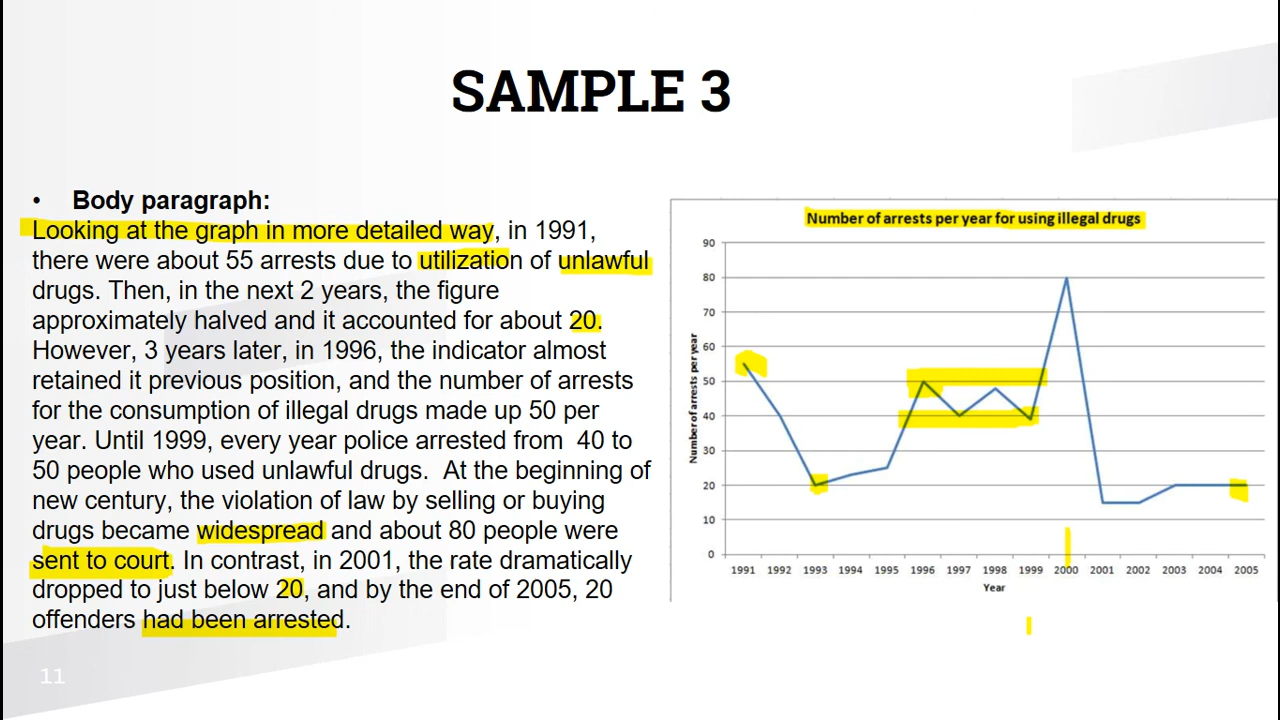 SAMPLE 3
• Body paragraph:
Looking at the graph in more detailed way, in 1991,
there were about 55 arrests due to utilization of unlawful
drugs. Then, in the next 2 years, the figure
approximately halved and it accounted for about 20.
However, 3 years later, in 1996, the indicator almost
retained it previous position, and the number of arrests
for the consumption of illegal drugs made up 50 per
year. Until 1999, every year police arrested from 40 to
50 people who used unlawful drugs. At the beginning of
new century, the violation of law by selling or buying
drugs became widespread and about 80 people were
sent to court. In contrast, in 2001, the rate dramatically
dropped to just below 20, and by the end of 2005, 20
offenders had been arrested.
11
Number of arrests per year for using illegal drugs
Number of arrests per year
90
80
70
60
50
40
30
20
10
0
1991 1992 1993 1994 1995 1996 1997 1998 1999 2000 2001 2002 2003 2004 2005
Year